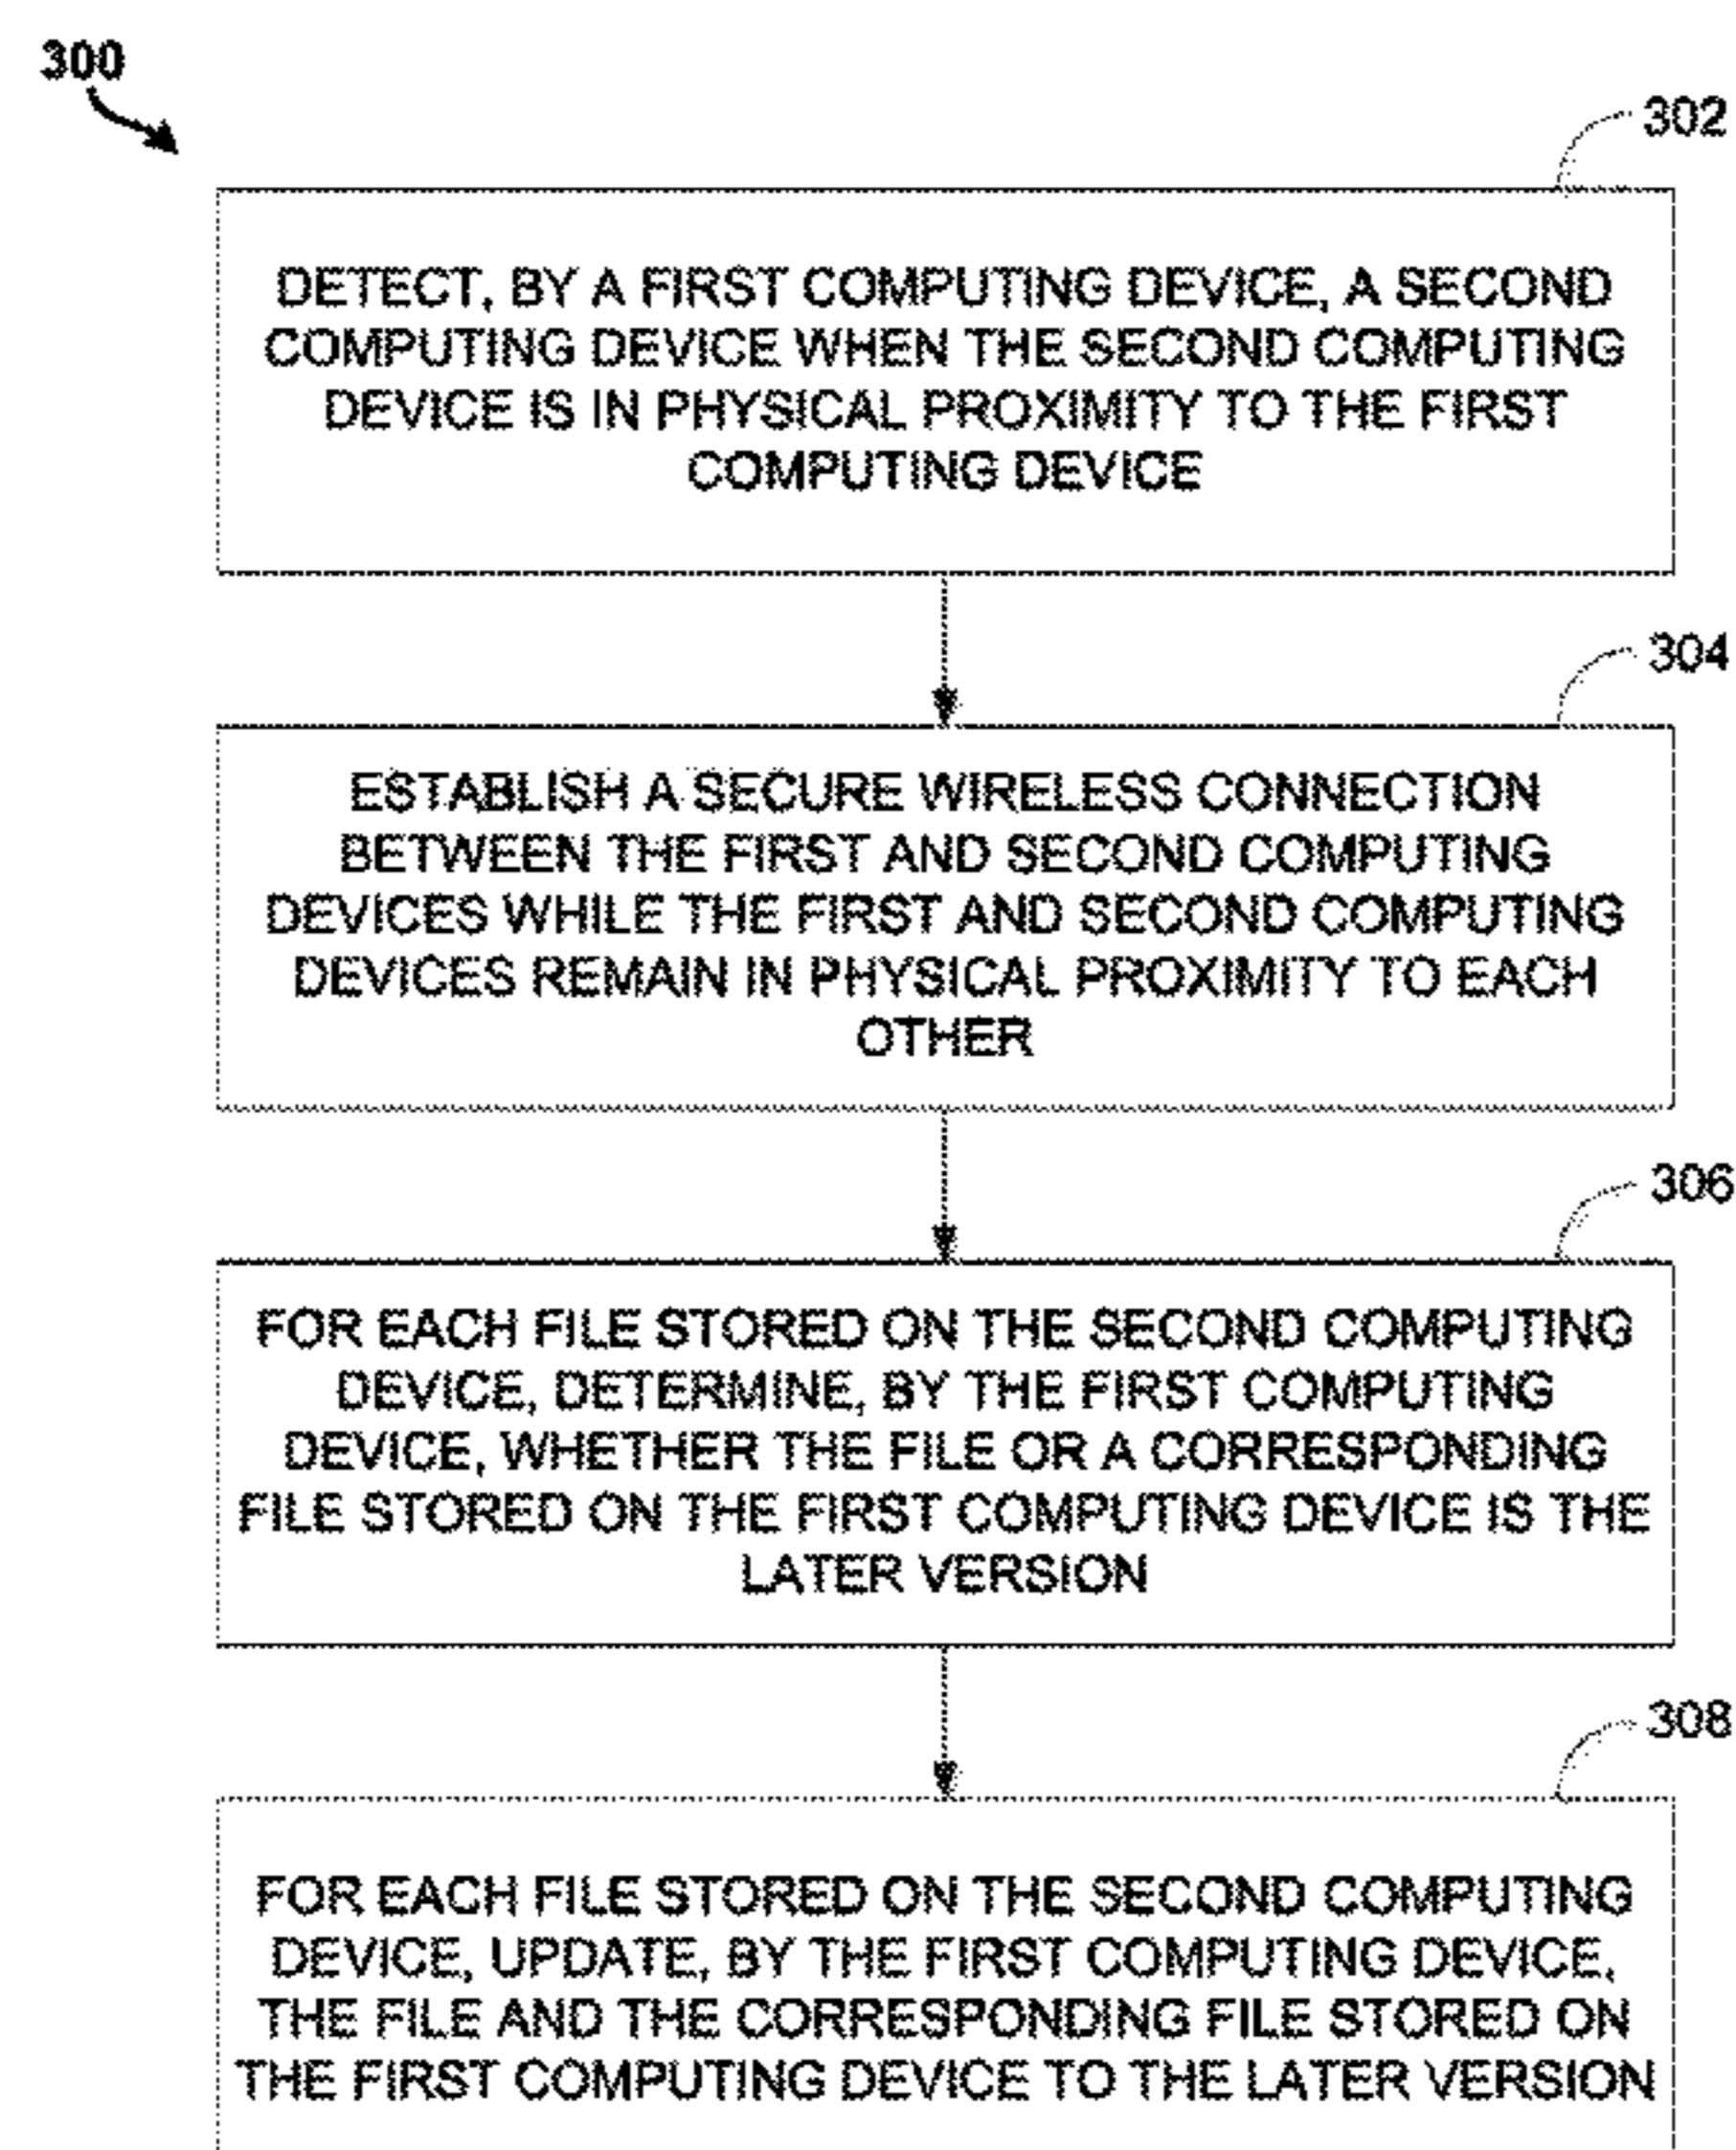 300
302
DETECT, BY A FIRST COMPUTING DEVICE, A SECOND
COMPUTING DEVICE WHEN THE SECOND COMPUTING
DEVICE IS IN PHYSICAL PROXIMITY TO THE FIRST
COMPUTING DEVICE
304
ESTABLISH A SECURE WIRELESS CONNECTION
BETWEEN THE FIRST AND SECOND COMPUTING
DEVICES WHILE THE FIRST AND SECOND COMPUTING
DEVICES REMAIN IN PHYSICAL PROXIMITY TO EACH
OTHER
306
FOR EACH FILE STORED ON THE SECOND COMPUTING
DEVICE, DETERMINE, BY THE FIRST COMPUTING
DEVICE, WHETHER THE FILE OR A CORRESPONDING
FILE STORED ON THE FIRST COMPUTING DEVICE IS THE
LATER VERSION
308
FOR EACH FILE STORED ON THE SECOND COMPUTING
DEVICE, UPDATE, BY THE FIRST COMPUTING DEVICE,
THE FILE AND THE CORRESPONDING FILE STORED ON
THE FIRST COMPUTING DEVICE TO THE LATER VERSION